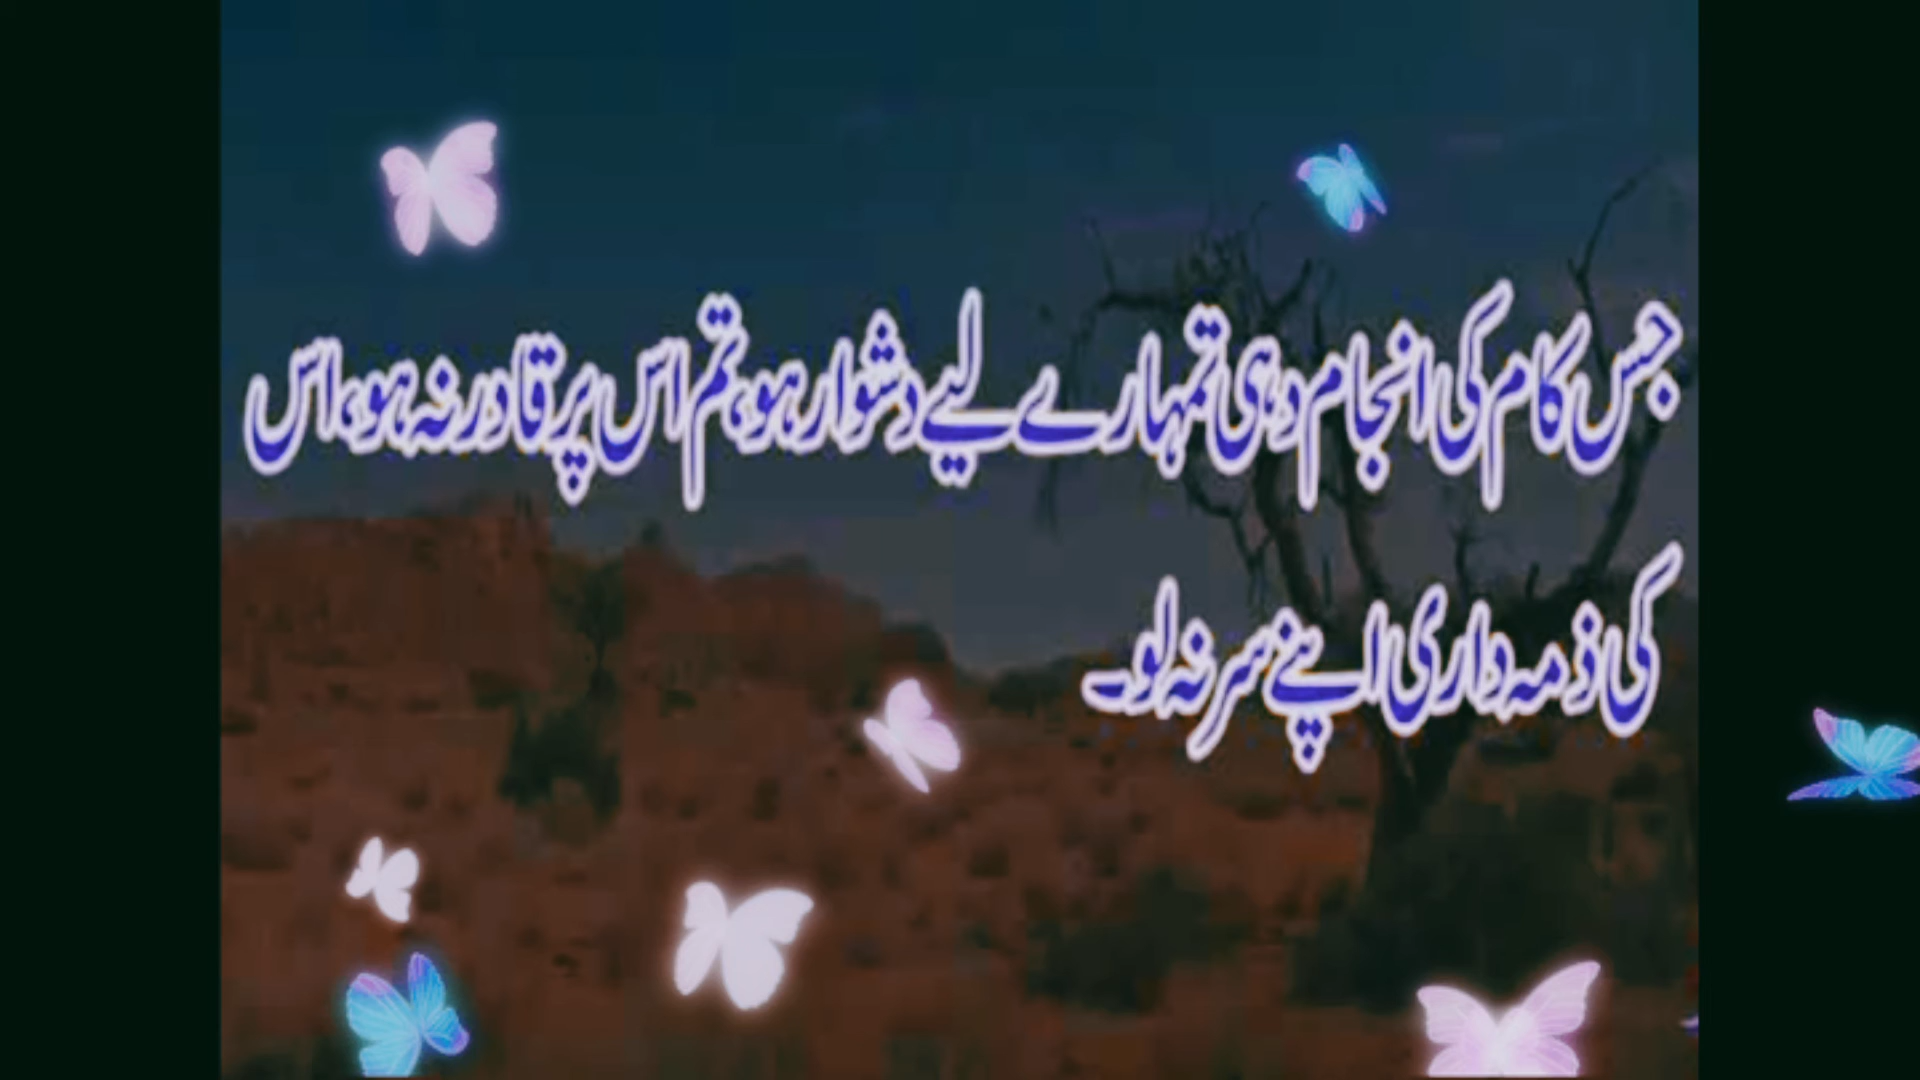 جس کام کی انجام دہی تمہارے لیے دشوار ہو، تم اس پر قادر نہ ہو، اس
کی ذمہ داری اپنے سر نہ لو۔